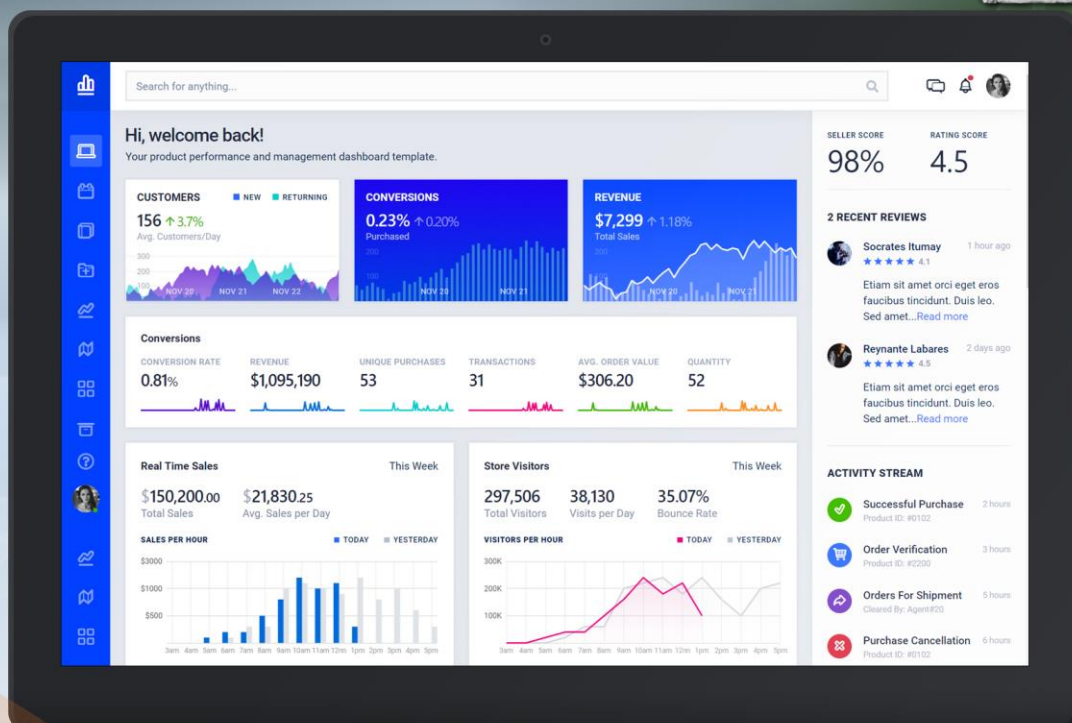 Search for anything...
Hi, welcome back!
Your product performance and management dashboard template.
CUSTOMERS NEW RETURNING
156 ↑ 3.7%
Avg. Customers/Day
300
200
100
NOV 20 NOV 21 NOV 22
CONVERSIONS
0.23% ↑ 0.20%
Purchased
200
100
NOV 20 NOV 21
REVENUE
$7,299 ↑ 1.18%
Total Sales
200
100
NOV 20 NOV 21
Conversions
CONVERSION RATE REVENUE UNIQUE PURCHASES TRANSACTIONS AVG. ORDER VALUE QUANTITY
0.81% $1,095,190 53 31 $306.20 52
Real Time Sales This Week
$150,200.00 $21,830.25
Total Sales Avg. Sales per Day
SALES PER HOUR TODAY YESTERDAY
$3000
$1000
$500
3am 4am 5am 6am 7am 8am 9am 10am 11am 12nn 1pm 2pm 3pm 4pm 5pm
Store Visitors This Week
297,506 38,130 35.07%
Total Visitors Visits per Day Bounce Rate
VISITORS PER HOUR TODAY YESTERDAY
300K
200K
100K
3am 4am 5am 6am 7am 8am 9am 10am 11am 12nn 1pm 2pm 3pm 4pm 5pm
SELLER SCORE RATING SCORE
98% 4.5
2 RECENT REVIEWS
Socrates Itumay 1 hour ago
★★★★★ 4.1
Etiam sit amet orci eget eros
faucibus tincidunt. Duis leo.
Sed amet...Read more
Reynante Labares 2 days ago
★★★★★ 4.5
Etiam sit amet orci eget eros
faucibus tincidunt. Duis leo.
Sed amet...Read more
ACTIVITY STREAM
Successful Purchase 2 hours
Product ID: #0102
Order Verification 3 hours
Product ID: #2200
Orders For Shipment 5 hours
Cleared By: Agent#20
Purchase Cancellation 6 hours
Product ID: #0102